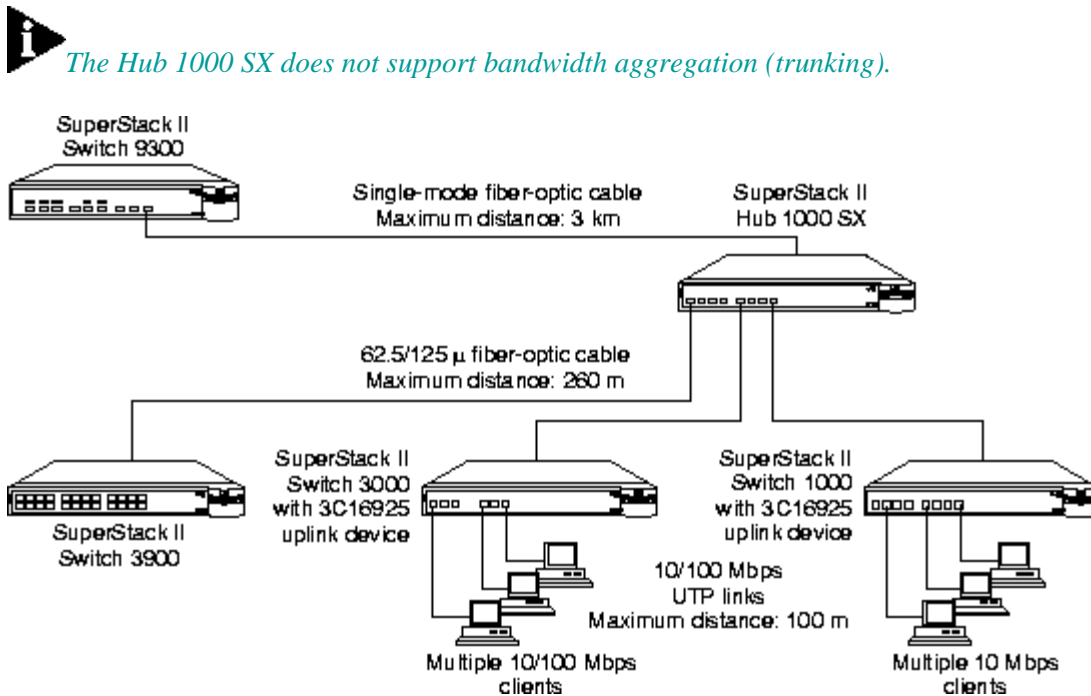 i
The Hub 1000 SX does not support bandwidth aggregation (trunking).
SuperStack II
Switch 9300
Single-mode fiber-optic cable
Maximum distance: 3 km
SuperStack II
Hub 1000 SX
62.5/125 μ fiber-optic cable
Maximum distance: 260 m
SuperStack II
Switch 3900
SuperStack II
Switch 3000
with 3C16925
uplink device
SuperStack II
Switch 1000
with 3C16925
uplink device
10/100 Mbps
UTP links
Maximum distance: 100 m
Multiple 10/100 Mbps
clients
Multiple 10 Mbps
clients